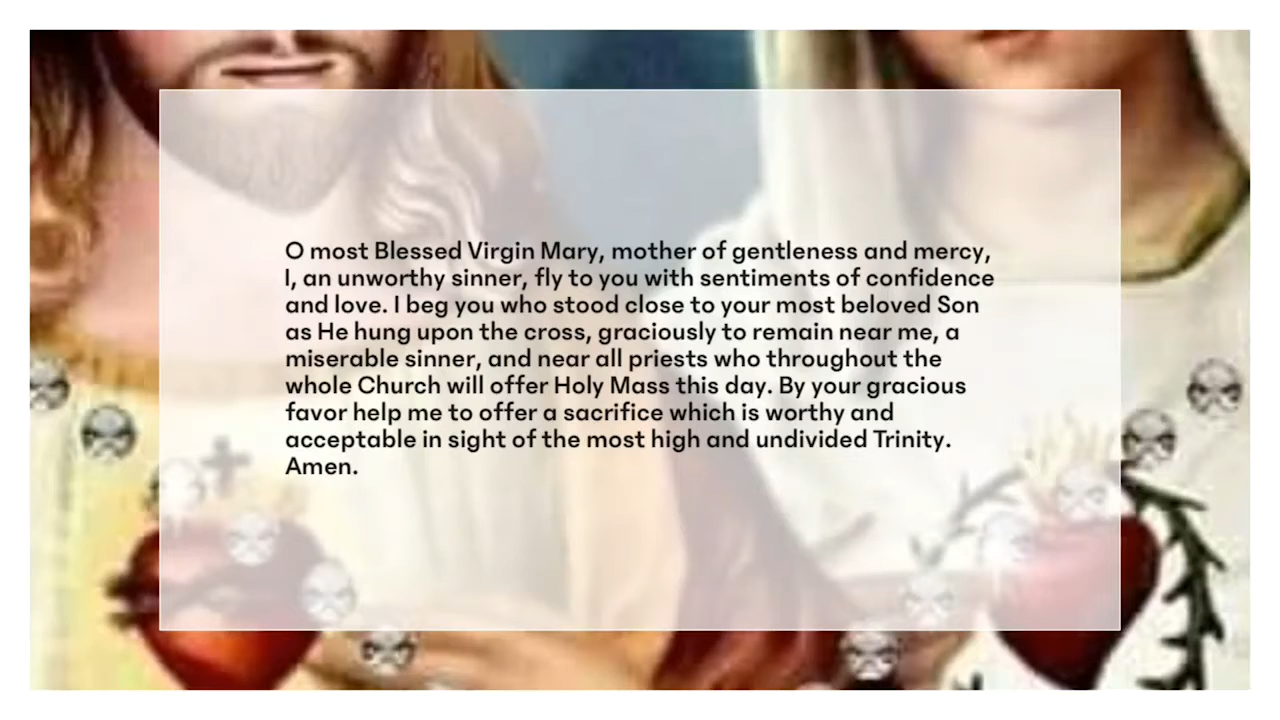 O most Blessed Virgin Mary, mother of gentleness and mercy,
I, an unworthy sinner, fly to you with sentiments of confidence
and love. I beg you who stood close to your most beloved Son
as He hung upon the cross, graciously to remain near me, a
miserable sinner, and near all priests who throughout the
whole Church will offer Holy Mass this day. By your gracious
favor help me to offer a sacrifice which is worthy and
acceptable in sight of the most high and undivided Trinity.
Amen.